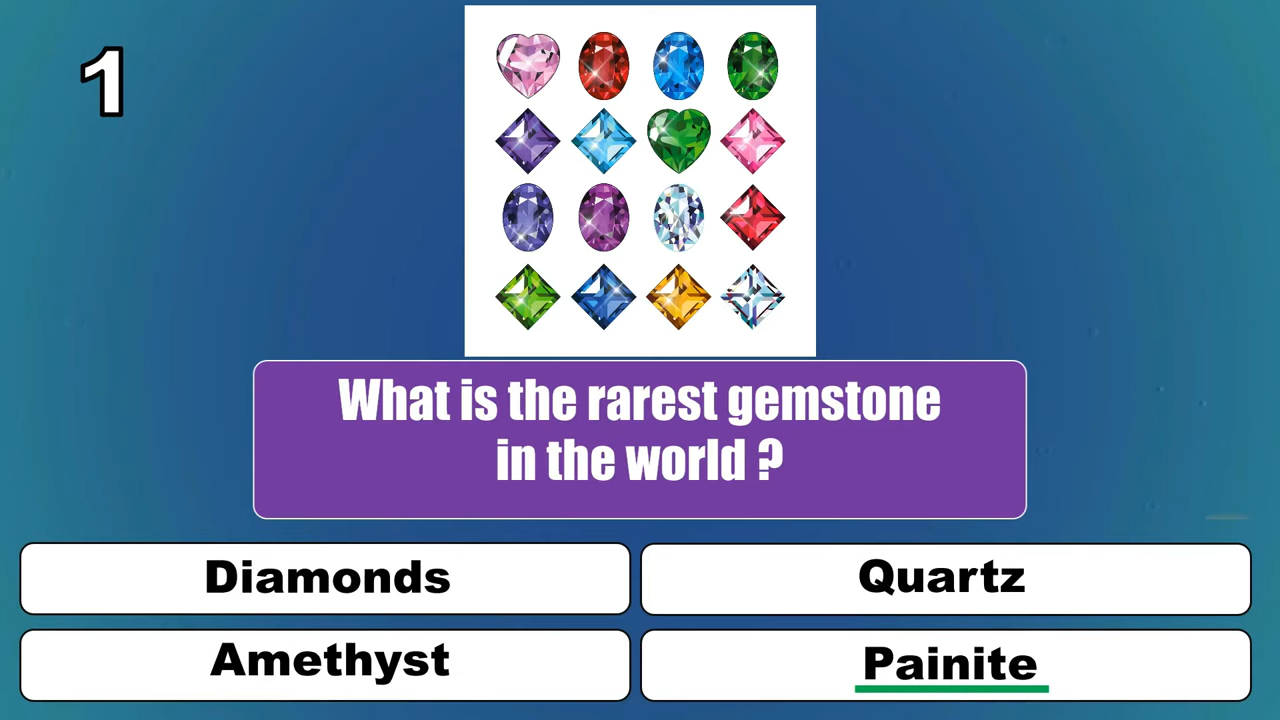 1
What is the rarest gemstone
in the world ?
Diamonds
Quartz
Amethyst
Painite